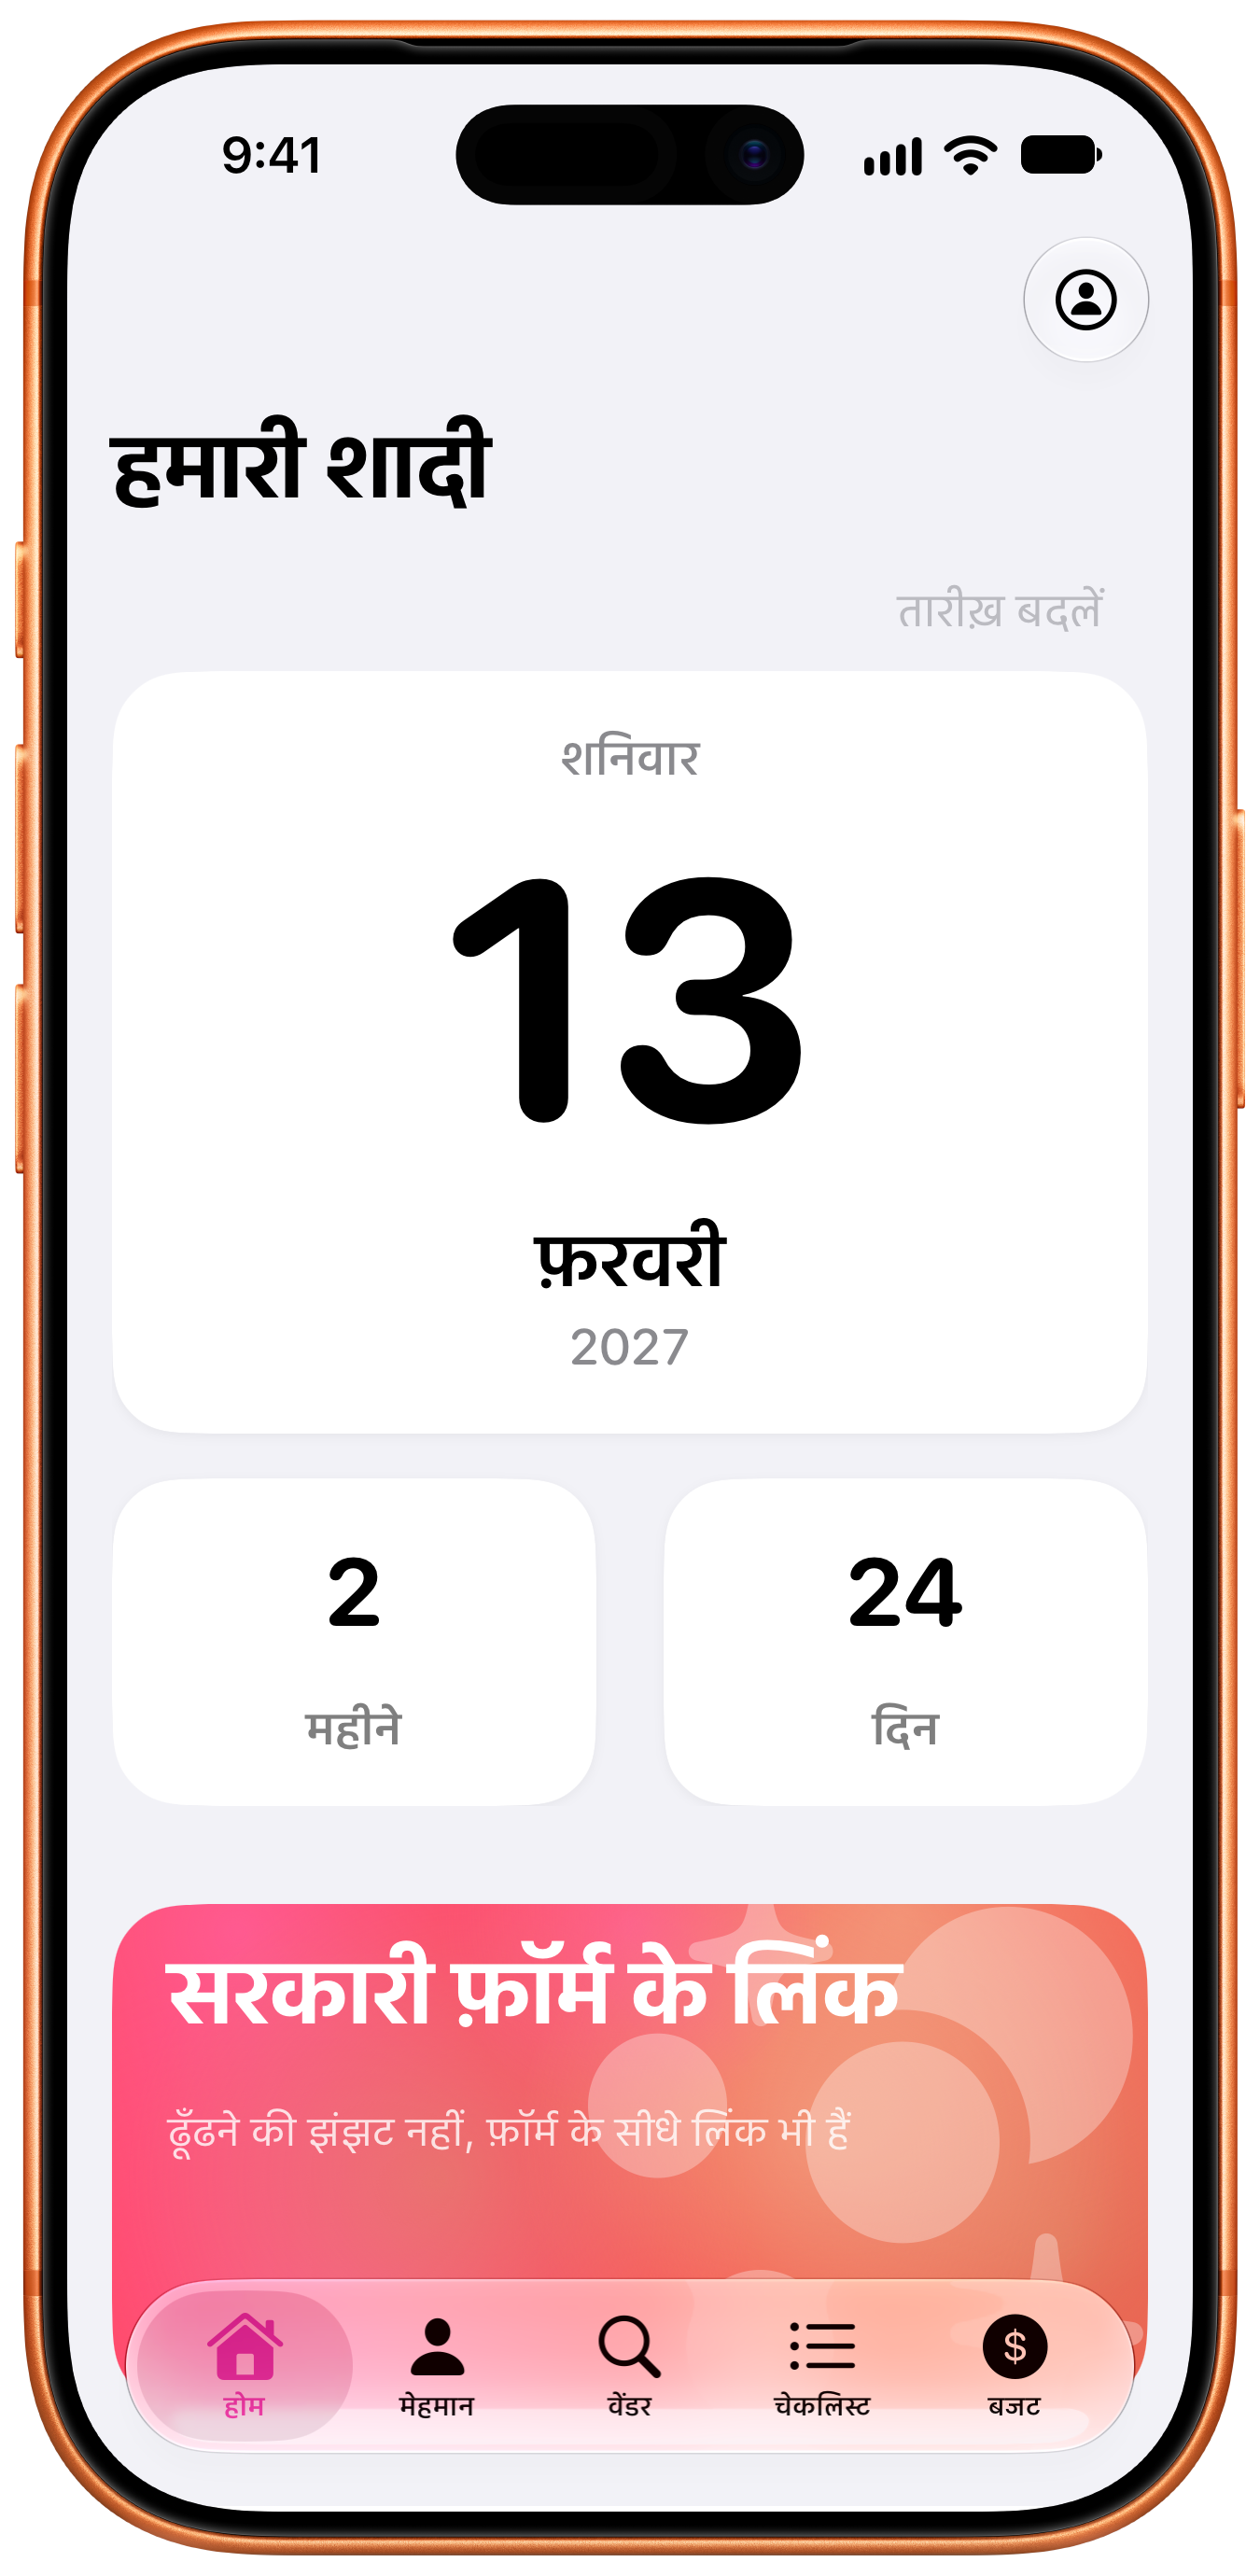 9:41
हमारी शादी
तारीख़ बदलें
शनिवार
13
फ़रवरी
2027
2
24
महीने
दिन
सरकारी फ़ॉर्म के लिंक
ढूँढने की झंझट नहीं, फ़ॉर्म के सीधे लिंक भी हैं
होम
मेहमान
वेंडर
चेकलिस्ट
बजट